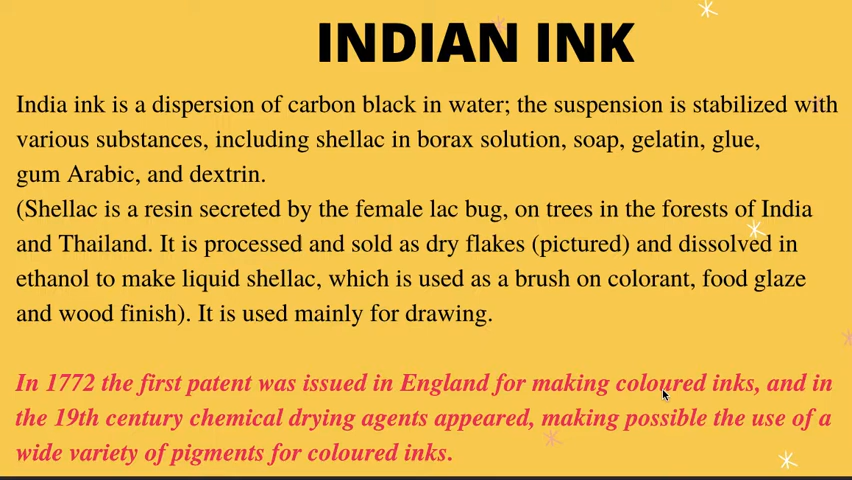 INDIAN INK
India ink is a dispersion of carbon black in water; the suspension is stabilized with
various substances, including shellac in borax solution, soap, gelatin, glue,
gum Arabic, and dextrin.
(Shellac is a resin secreted by the female lac bug, on trees in the forests of India
and Thailand. It is processed and sold as dry flakes (pictured) and dissolved in
ethanol to make liquid shellac, which is used as a brush on colorant, food glaze
and wood finish). It is used mainly for drawing.
In 1772 the first patent was issued in England for making coloured inks, and in
the 19th century chemical drying agents appeared, making possible the use of a
wide variety of pigments for coloured inks.